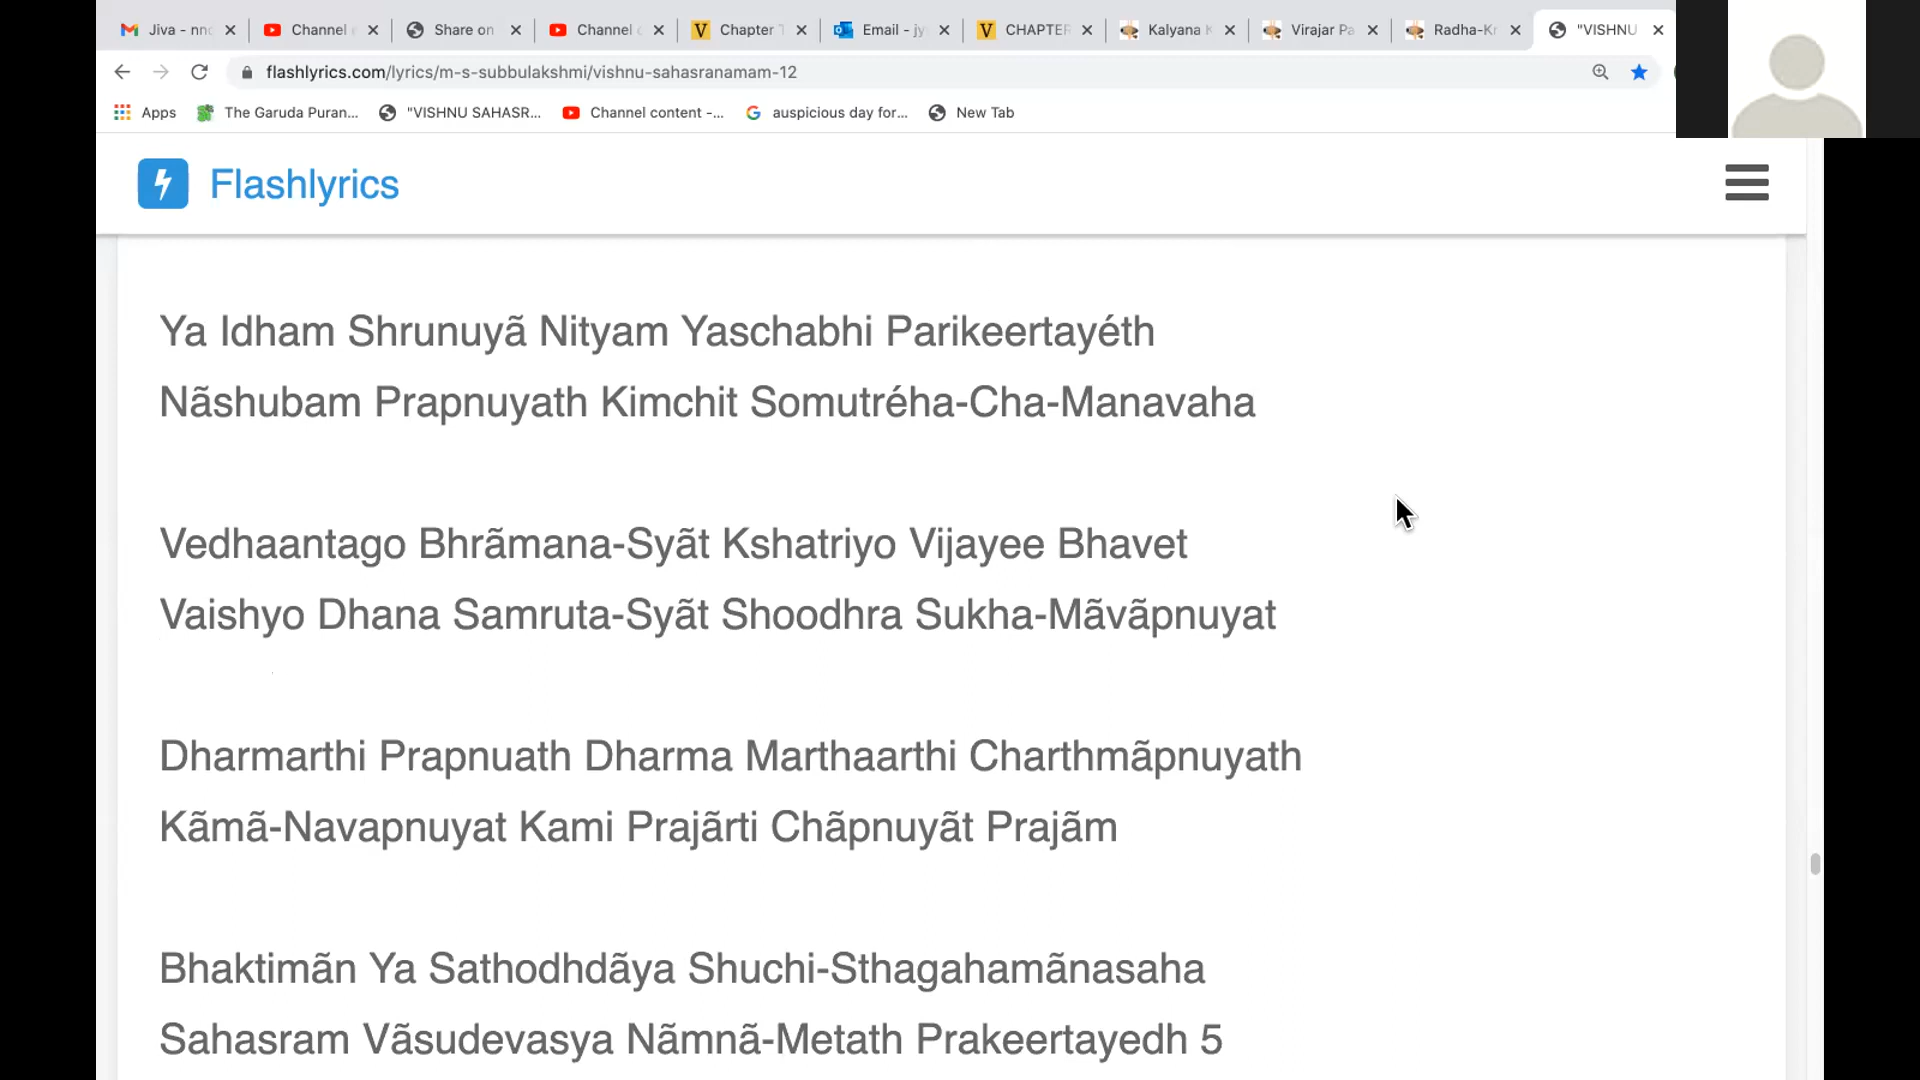 Jiva - nn
Channel
Share on
Channel
Chapter
Email - jy
CHAPTER
Kalyana K
Virajar Pa
Radha-Kr
"VISHNU
flashlyrics.com/lyrics/m-s-subbulakshmi/vishnu-sahasranamam-12
Apps
The Garuda Puran...
"VISHNU SAHASR...
Channel content -...
auspicious day for...
New Tab
Flashlyrics
Ya Idham Shrunuyã Nityam Yaschabhi Parikeertayéth
Nãshubam Prapnuyath Kimchit Somutréha-Cha-Manavaha
Vedhaantago Bhrãmana-Syãt Kshatriyo Vijayee Bhavet
Vaishyo Dhana Samruta-Syãt Shoodhra Sukha-Mãvãpnuyat
Dharmarthi Prapnuath Dharma Marthaarthi Charthmãpnuyath
Kãmã-Navapnuyat Kami Prajãrti Chãpnuyãt Prajãm
Bhaktimãn Ya Sathodhdãya Shuchi-Sthagahamãnasaha
Sahasram Vãsudevasya Nãmnã-Metath Prakeertayedh 5